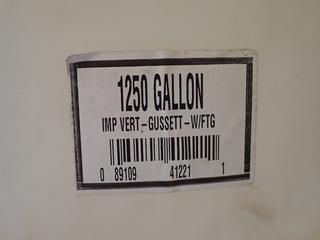 1250 GALLON
IMP VERT-GUSSETT-W/FTG
0 89109 41221 1